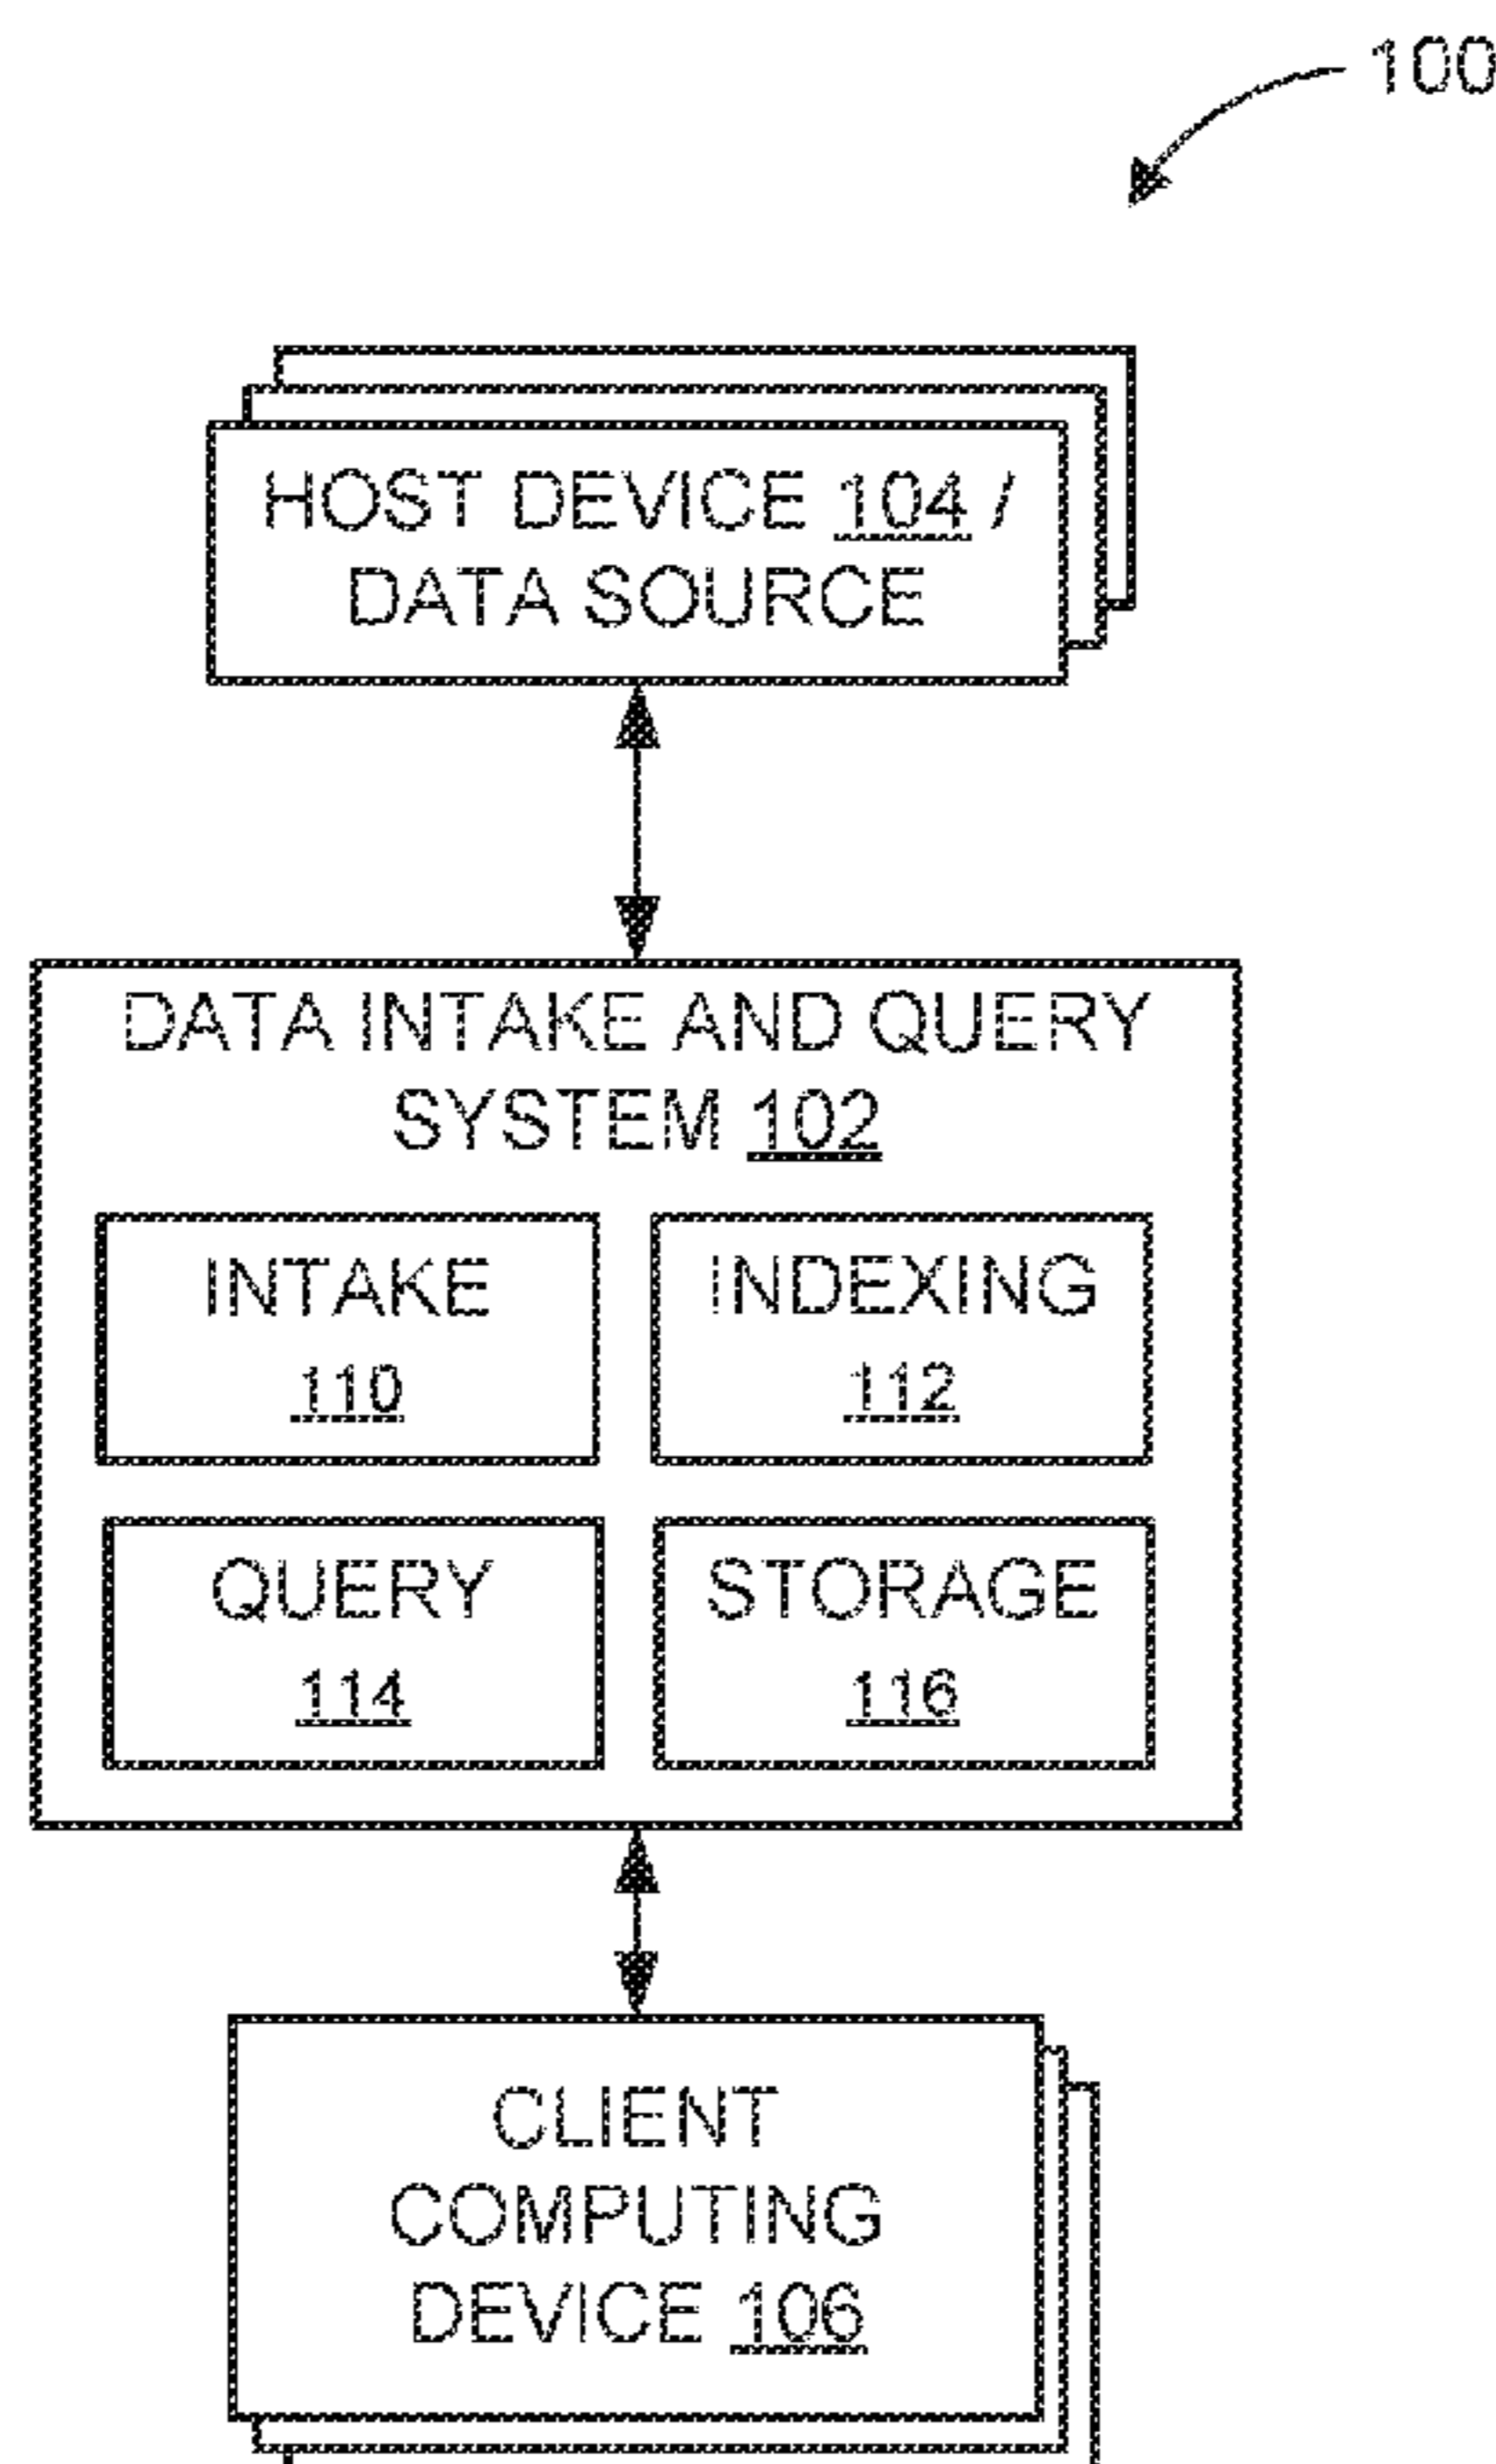 100
HOST DEVICE 104 /
DATA SOURCE
DATA INTAKE AND QUERY
SYSTEM 102
INTAKE
110
INDEXING
112
QUERY
114
STORAGE
116
CLIENT
COMPUTING
DEVICE 106